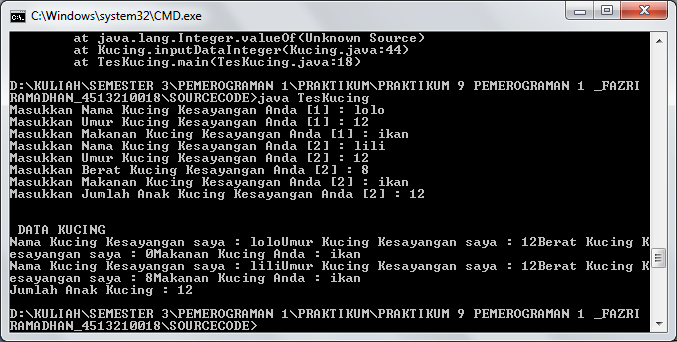 C:\Windows\system32\CMD.exe
at java.lang.Integer.valueOf(Unknown Source)
at Kucing.inputDataInteger(Kucing.java:44)
at TesKucing.main(TesKucing.java:18)
D:\KULIAH\SEMESTER 3\PEMEROGRAMAN 1\PRAKTIKUM\PRAKTIKUM 9 PEMEROGRAMAN 1 _FAZRI
RAMADHAN_4513210018\SOURCECODE>java TesKucing
Masukkan Nama Kucing Kesayangan Anda [1] : lolo
Masukkan Umur Kucing Kesayangan Anda [1] : 12
Masukkan Makanan Kucing Kesayangan Anda [1] : ikan
Masukkan Nama Kucing Kesayangan Anda [2] : lili
Masukkan Umur Kucing Kesayangan Anda [2] : 12
Masukkan Berat Kucing Kesayangan Anda [2] : 8
Masukkan Makanan Kucing Kesayangan Anda [2] : ikan
Masukkan Jumlah Anak Kucing Kesayangan Anda [2] : 12
DATA KUCING
Nama Kucing Kesayangan saya : loloUmur Kucing Kesayangan saya : 12Berat Kucing K
esayangan saya : 0Makanan Kucing Anda : ikan
Nama Kucing Kesayangan saya : liliUmur Kucing Kesayangan saya : 12Berat Kucing K
esayangan saya : 8Makanan Kucing Anda : ikan
Jumlah Anak Kucing : 12
D:\KULIAH\SEMESTER 3\PEMEROGRAMAN 1\PRAKTIKUM\PRAKTIKUM 9 PEMEROGRAMAN 1 _FAZRI
RAMADHAN_4513210018\SOURCECODE>